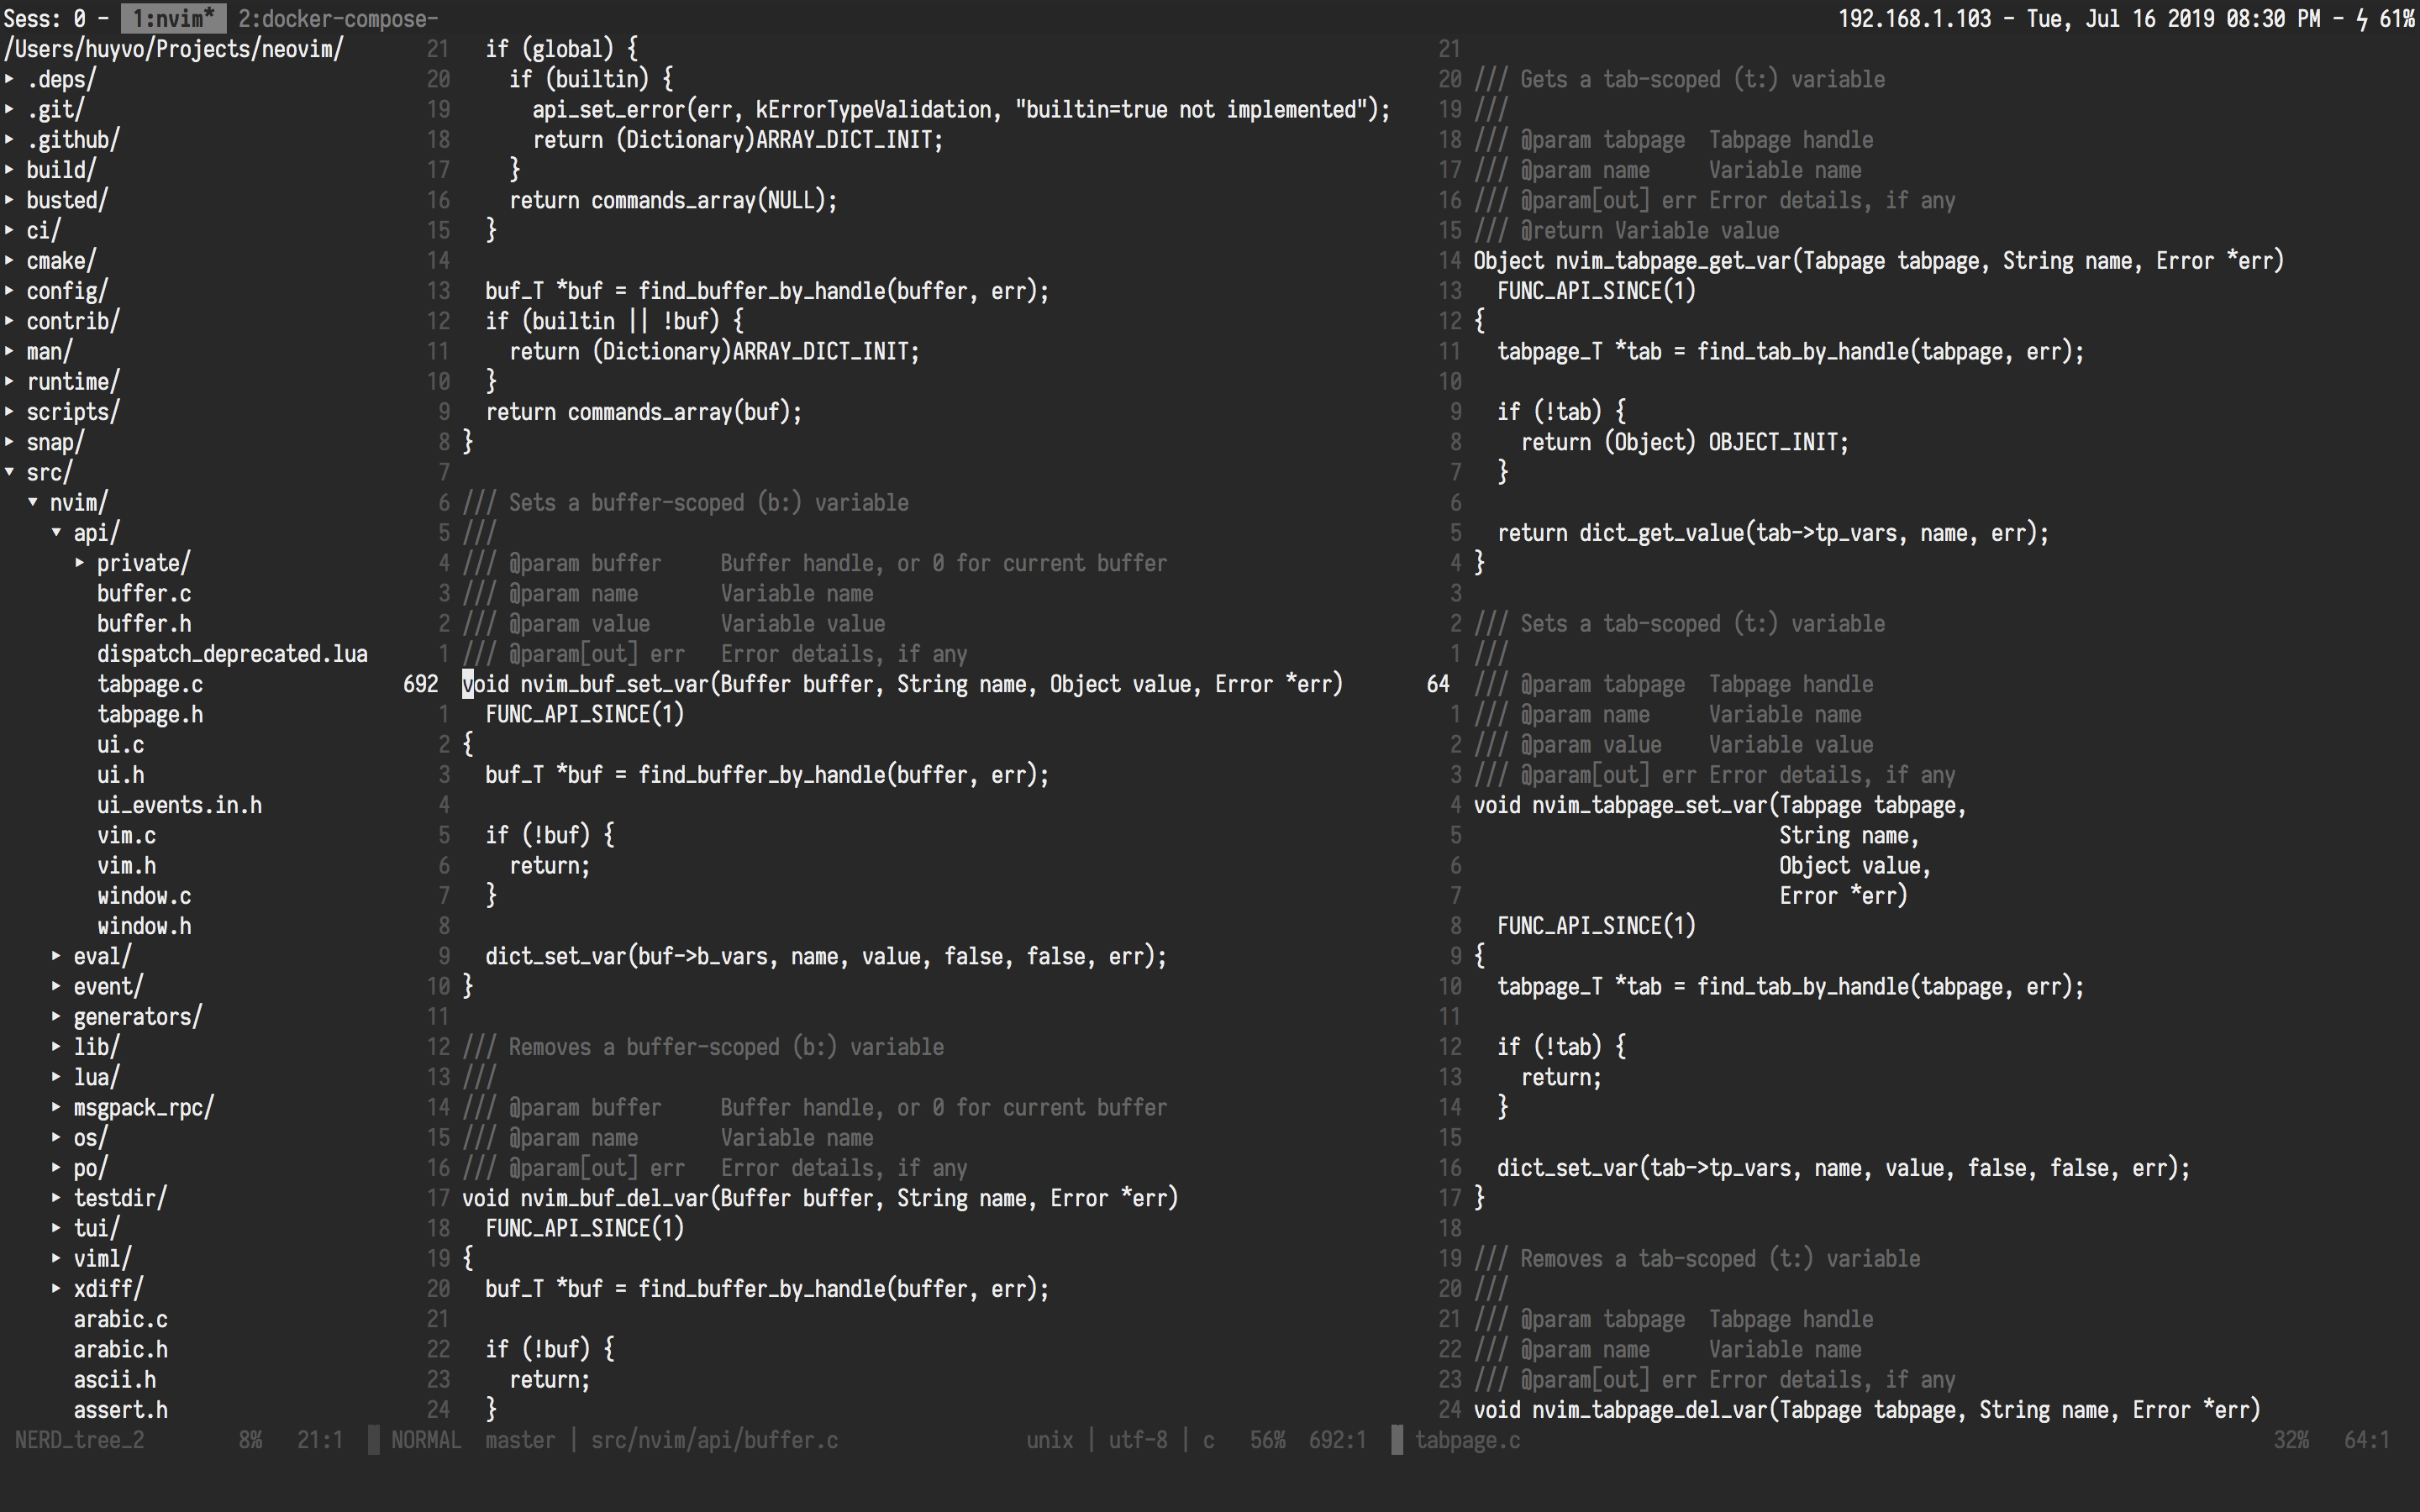 Sess: 0 - 1:nvim* 2:docker-compose- 192.168.1.103 - Tue, Jul 16 2019 08:30 PM - ϟ 61%
/Users/huyvo/Projects/neovim/
▸ .deps/
▸ .git/
▸ .github/
▸ build/
▸ busted/
▸ ci/
▸ cmake/
▸ config/
▸ contrib/
▸ man/
▸ runtime/
▸ scripts/
▸ snap/
▾ src/
▾ nvim/
▾ api/
▸ private/
buffer.c
buffer.h
dispatch_deprecated.lua
tabpage.c
tabpage.h
ui.c
ui.h
ui_events.in.h
vim.c
vim.h
window.c
window.h
▸ eval/
▸ event/
▸ generators/
▸ lib/
▸ lua/
▸ msgpack_rpc/
▸ os/
▸ po/
▸ testdir/
▸ tui/
▸ viml/
▸ xdiff/
arabic.c
arabic.h
ascii.h
assert.h
21   if (global) {
20     if (builtin) {
19       api_set_error(err, kErrorTypeValidation, "builtin=true not implemented");
18       return (Dictionary)ARRAY_DICT_INIT;
17     }
16     return commands_array(NULL);
15   }
14
13   buf_T *buf = find_buffer_by_handle(buffer, err);
12   if (builtin || !buf) {
11     return (Dictionary)ARRAY_DICT_INIT;
10   }
9   return commands_array(buf);
8 }
7
6 /// Sets a buffer-scoped (b:) variable
5 ///
4 /// @param buffer     Buffer handle, or 0 for current buffer
3 /// @param name       Variable name
2 /// @param value      Variable value
1 /// @param[out] err   Error details, if any
692 void nvim_buf_set_var(Buffer buffer, String name, Object value, Error *err)
1   FUNC_API_SINCE(1)
2 {
3   buf_T *buf = find_buffer_by_handle(buffer, err);
4
5   if (!buf) {
6     return;
7   }
8
9   dict_set_var(buf->b_vars, name, value, false, false, err);
10 }
11
12 /// Removes a buffer-scoped (b:) variable
13 ///
14 /// @param buffer     Buffer handle, or 0 for current buffer
15 /// @param name       Variable name
16 /// @param[out] err   Error details, if any
17 void nvim_buf_del_var(Buffer buffer, String name, Error *err)
18   FUNC_API_SINCE(1)
19 {
20   buf_T *buf = find_buffer_by_handle(buffer, err);
21
22   if (!buf) {
23     return;
24   }
21
20 /// Gets a tab-scoped (t:) variable
19 ///
18 /// @param tabpage  Tabpage handle
17 /// @param name     Variable name
16 /// @param[out] err Error details, if any
15 /// @return Variable value
14 Object nvim_tabpage_get_var(Tabpage tabpage, String name, Error *err)
13   FUNC_API_SINCE(1)
12 {
11   tabpage_T *tab = find_tab_by_handle(tabpage, err);
10
9   if (!tab) {
8     return (Object) OBJECT_INIT;
7   }
6
5   return dict_get_value(tab->tp_vars, name, err);
4 }
3
2 /// Sets a tab-scoped (t:) variable
1 ///
64 /// @param tabpage  Tabpage handle
1 /// @param name     Variable name
2 /// @param value    Variable value
3 /// @param[out] err Error details, if any
4 void nvim_tabpage_set_var(Tabpage tabpage,
5                           String name,
6                           Object value,
7                           Error *err)
8   FUNC_API_SINCE(1)
9 {
10   tabpage_T *tab = find_tab_by_handle(tabpage, err);
11
12   if (!tab) {
13     return;
14   }
15
16   dict_set_var(tab->tp_vars, name, value, false, false, err);
17 }
18
19 /// Removes a tab-scoped (t:) variable
20 ///
21 /// @param tabpage  Tabpage handle
22 /// @param name     Variable name
23 /// @param[out] err Error details, if any
24 void nvim_tabpage_del_var(Tabpage tabpage, String name, Error *err)
NERD_tree_2 8% 21:1 NORMAL master | src/nvim/api/buffer.c unix | utf-8 | c 56% 692:1 tabpage.c 32% 64:1